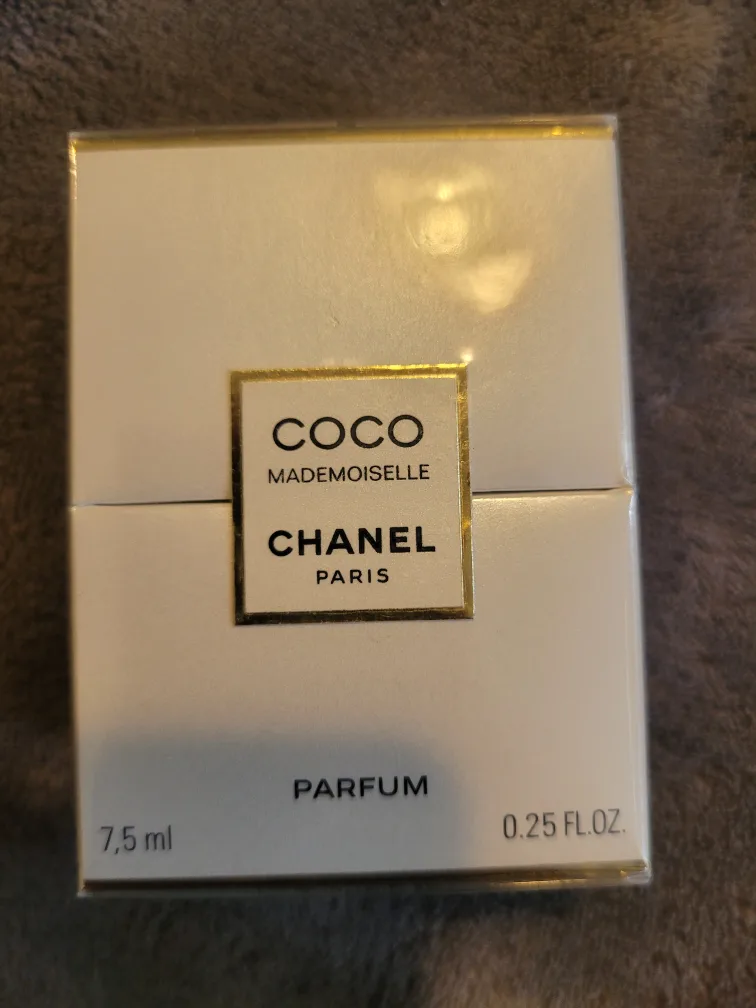 COCO
MADEMOISELLE
CHANEL
PARIS
PARFUM
7,5 ml
0.25 FL.OZ.